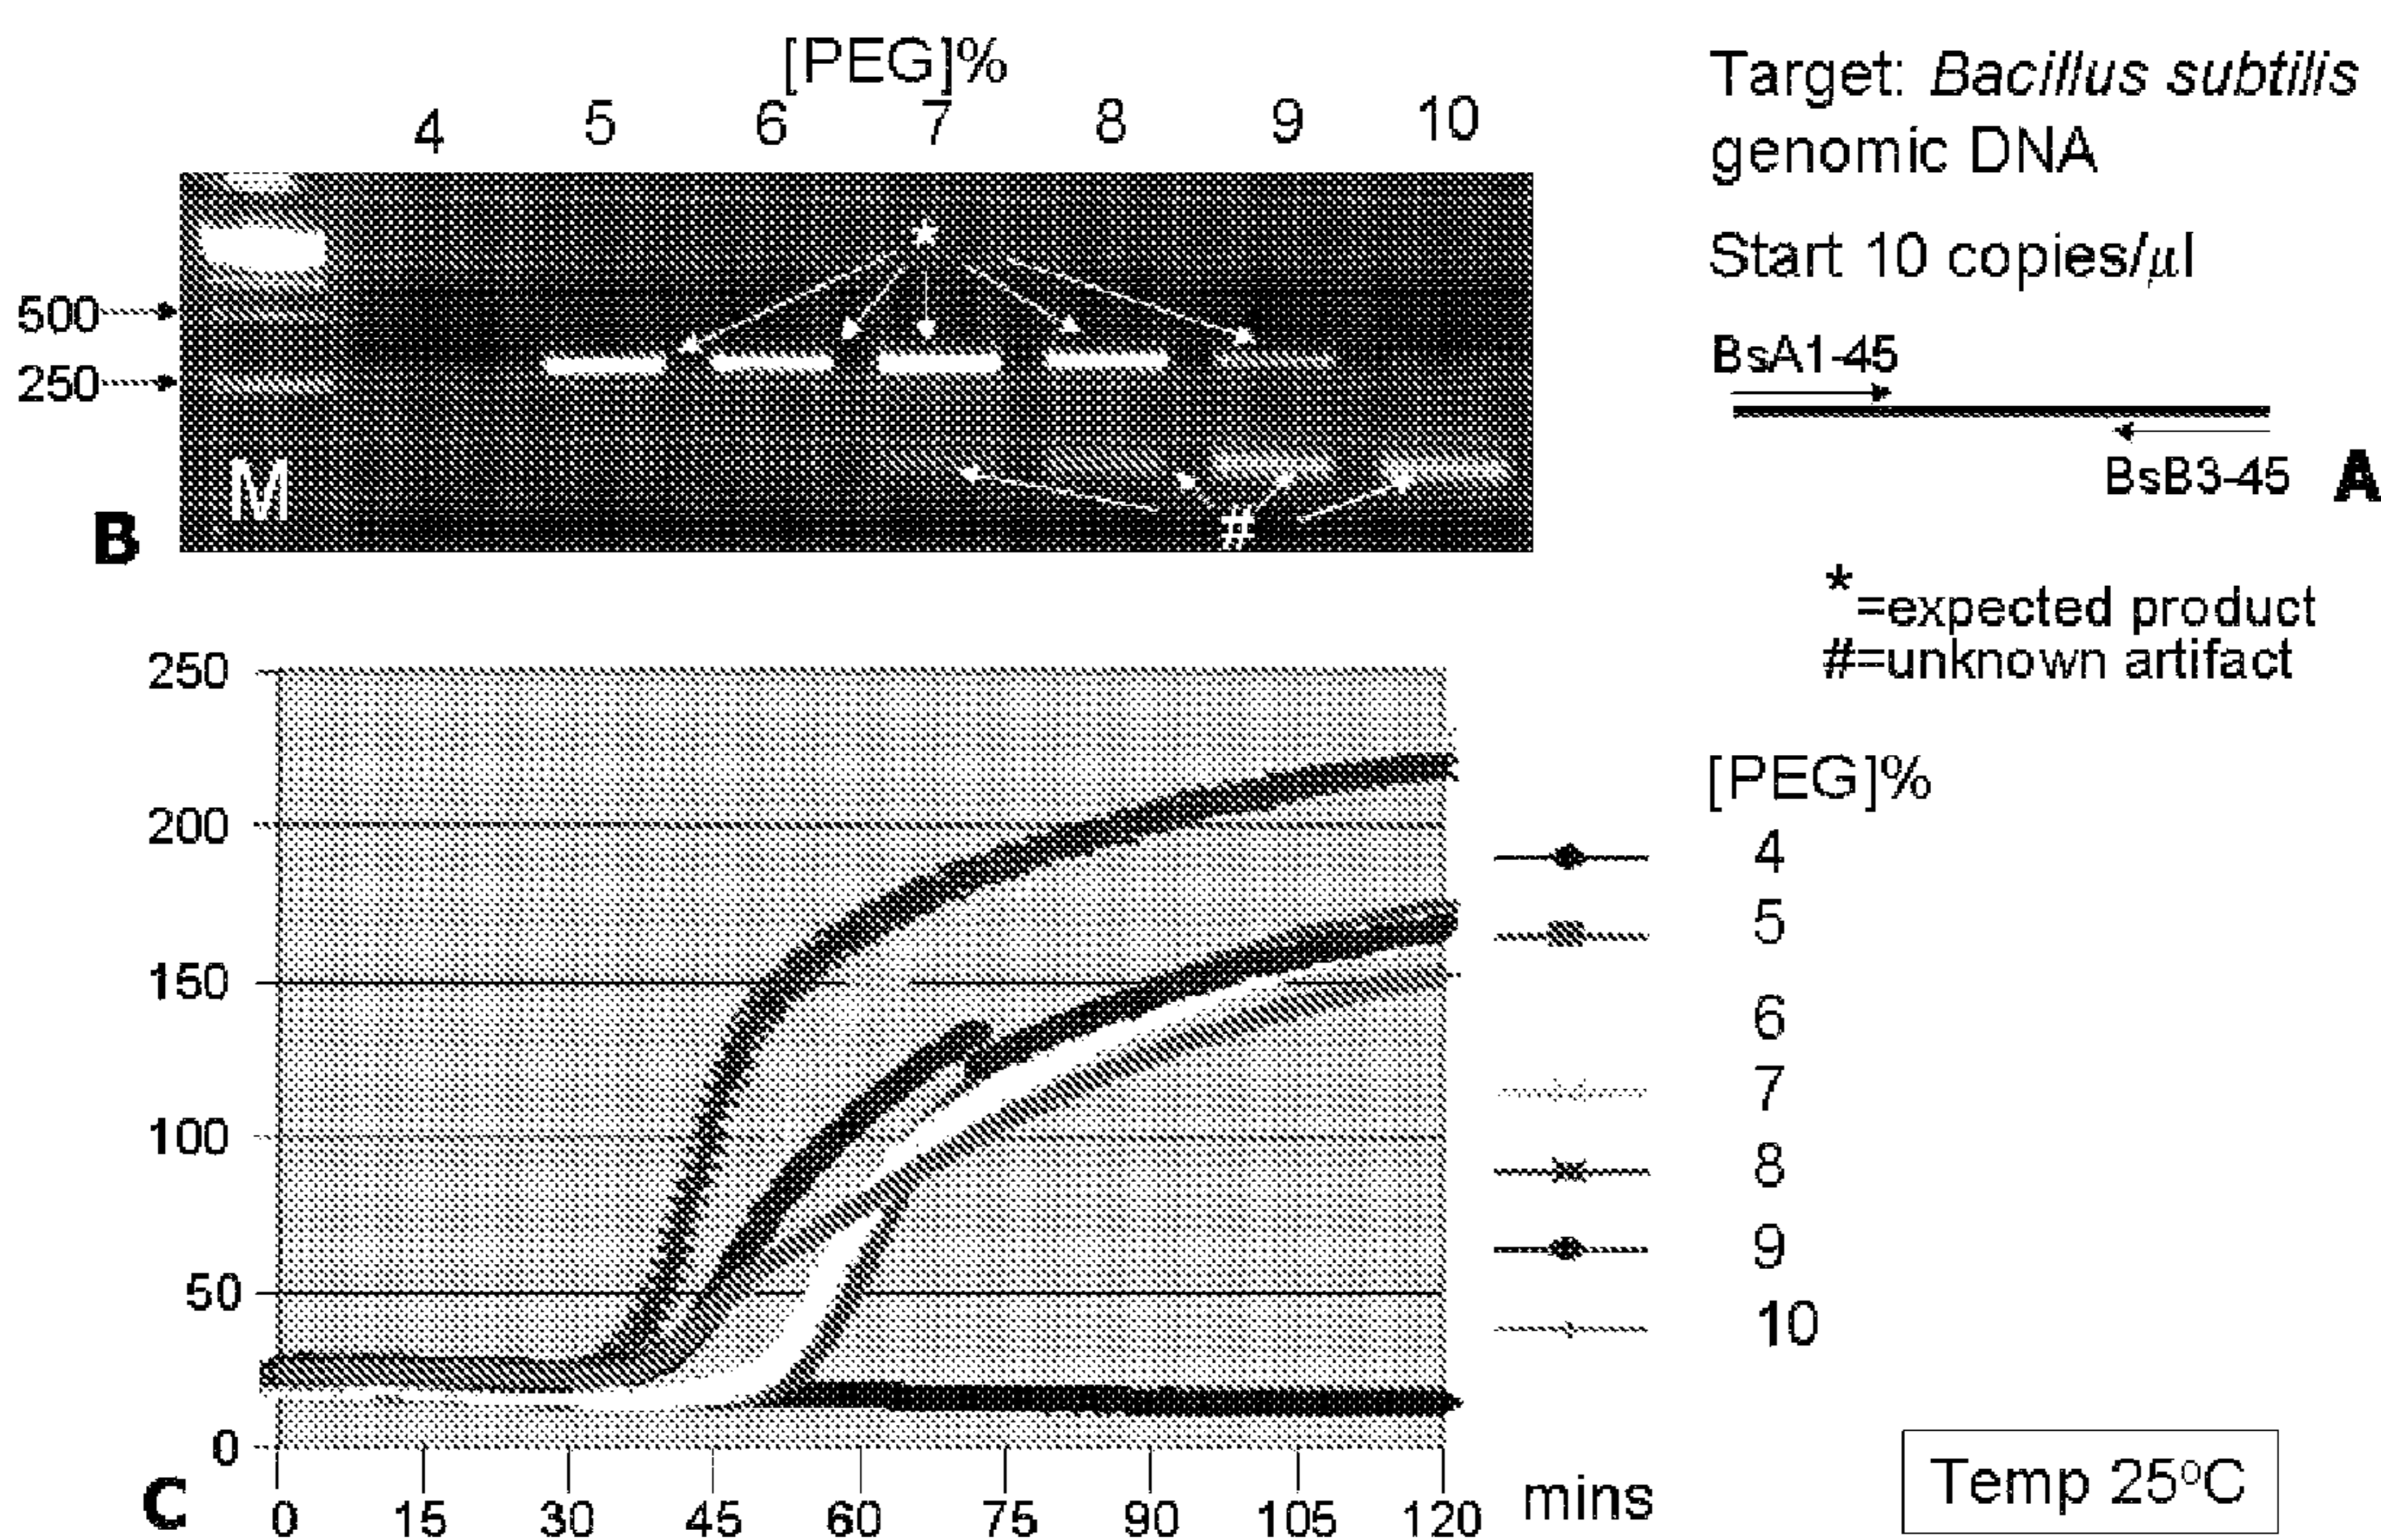 [PEG]%
4 5 6 7 8 9 10
*
500
250
M
#
B
Target: Bacillus subtilis
genomic DNA
Start 10 copies/µl
BsA1-45
BsB3-45
A
*=expected product
#=unknown artifact
250
200
150
100
50
0
0 15 30 45 60 75 90 105 120 mins
C
[PEG]%
4
5
6
7
8
9
10
Temp 25°C